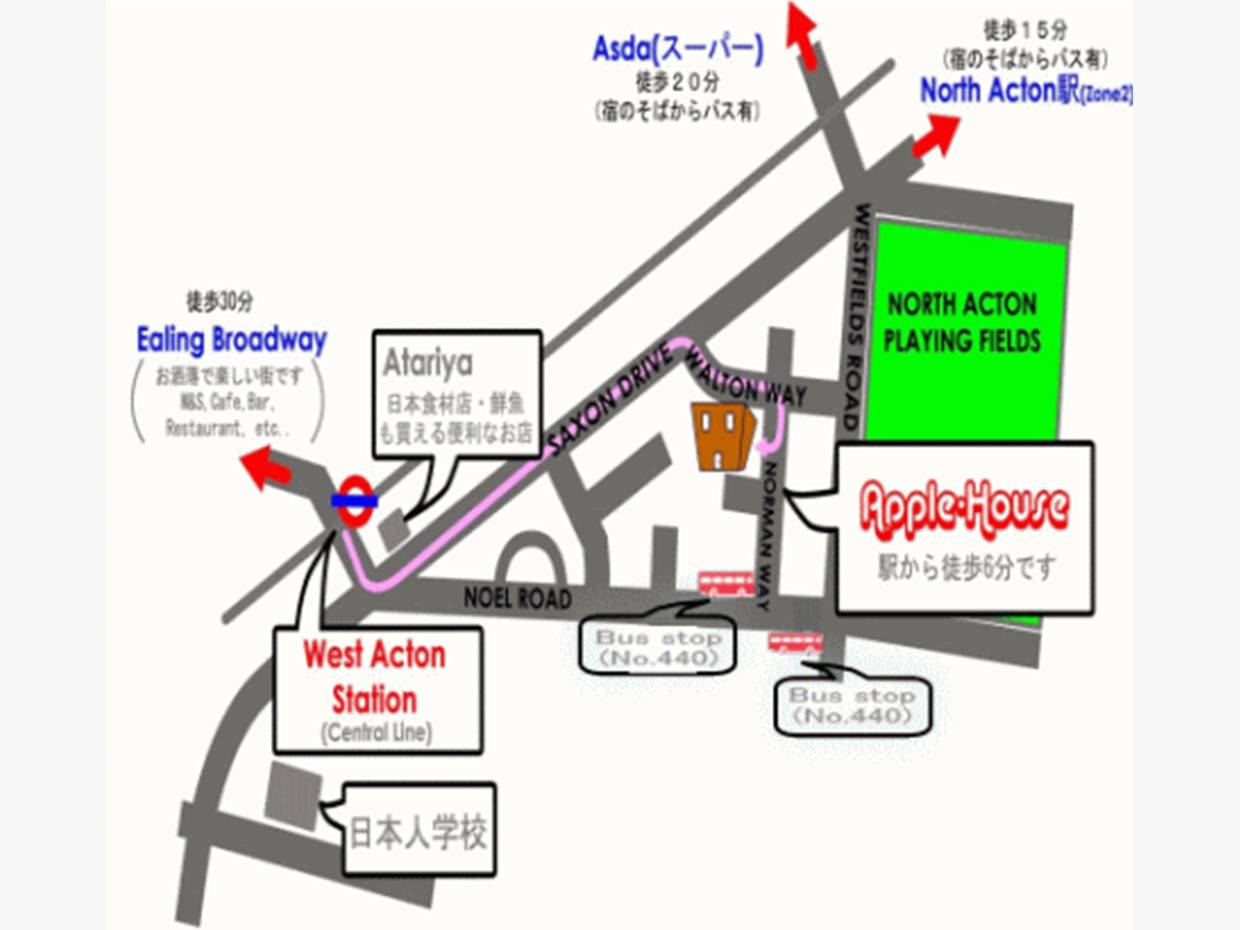 Asda(スーパー)
徒歩２０分
(宿のそばからバス有)
徒歩１５分
(宿のそばからバス有)
North Acton駅(Zone2)
WESTFIELDS ROAD
NORTH ACTON
PLAYING FIELDS
徒歩30分
Ealing Broadway
(お洒落で楽しい街です
M&S,Cafe,Bar,
Restaurant, etc..)
Atariya
日本食材店・鮮魚
も買える便利なお店
SAXON DRIVE
WALTON WAY
NORMAN WAY
Apple・House
駅から徒歩6分です
NOEL ROAD
Bus stop
(No.440)
Bus stop
(No.440)
West Acton
Station
(Central Line)
日本人学校